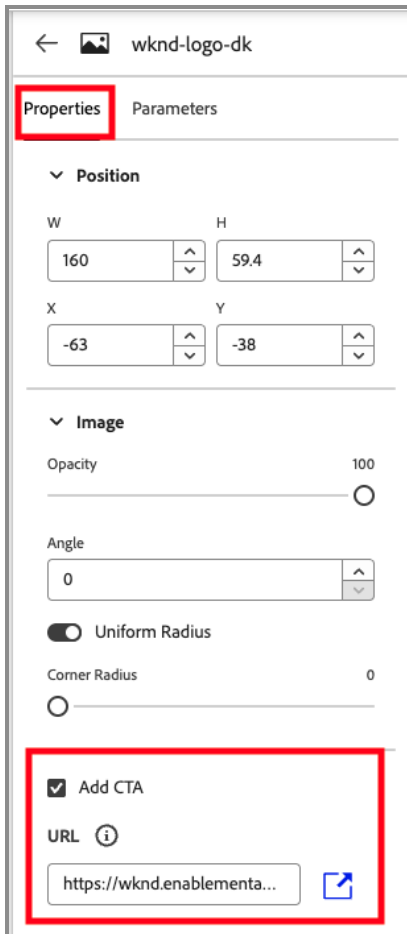 wknd-logo-dk
Properties Parameters
Position
W H
160 59.4
X Y
-63 -38
Image
Opacity 100
Angle
0
Uniform Radius
Corner Radius 0
Add CTA
URL
https://wknd.enablementa...